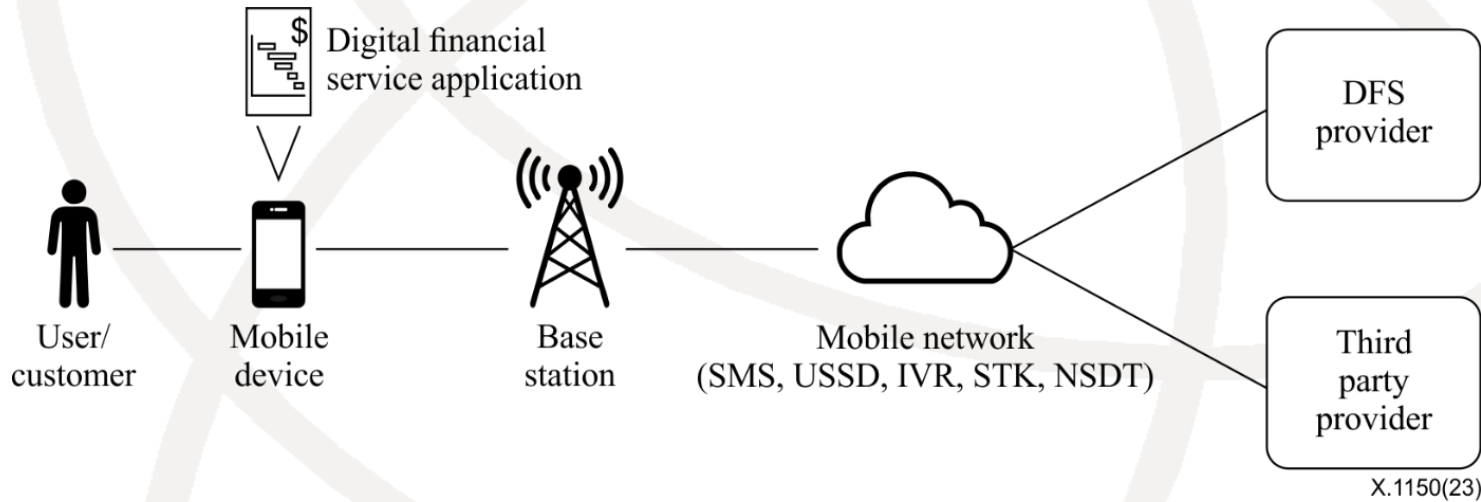 $
Digital financial
service application
DFS
provider
User/
customer
Mobile
device
Base
station
Mobile network
(SMS, USSD, IVR, STK, NSDT)
Third
party
provider
X.1150(23)